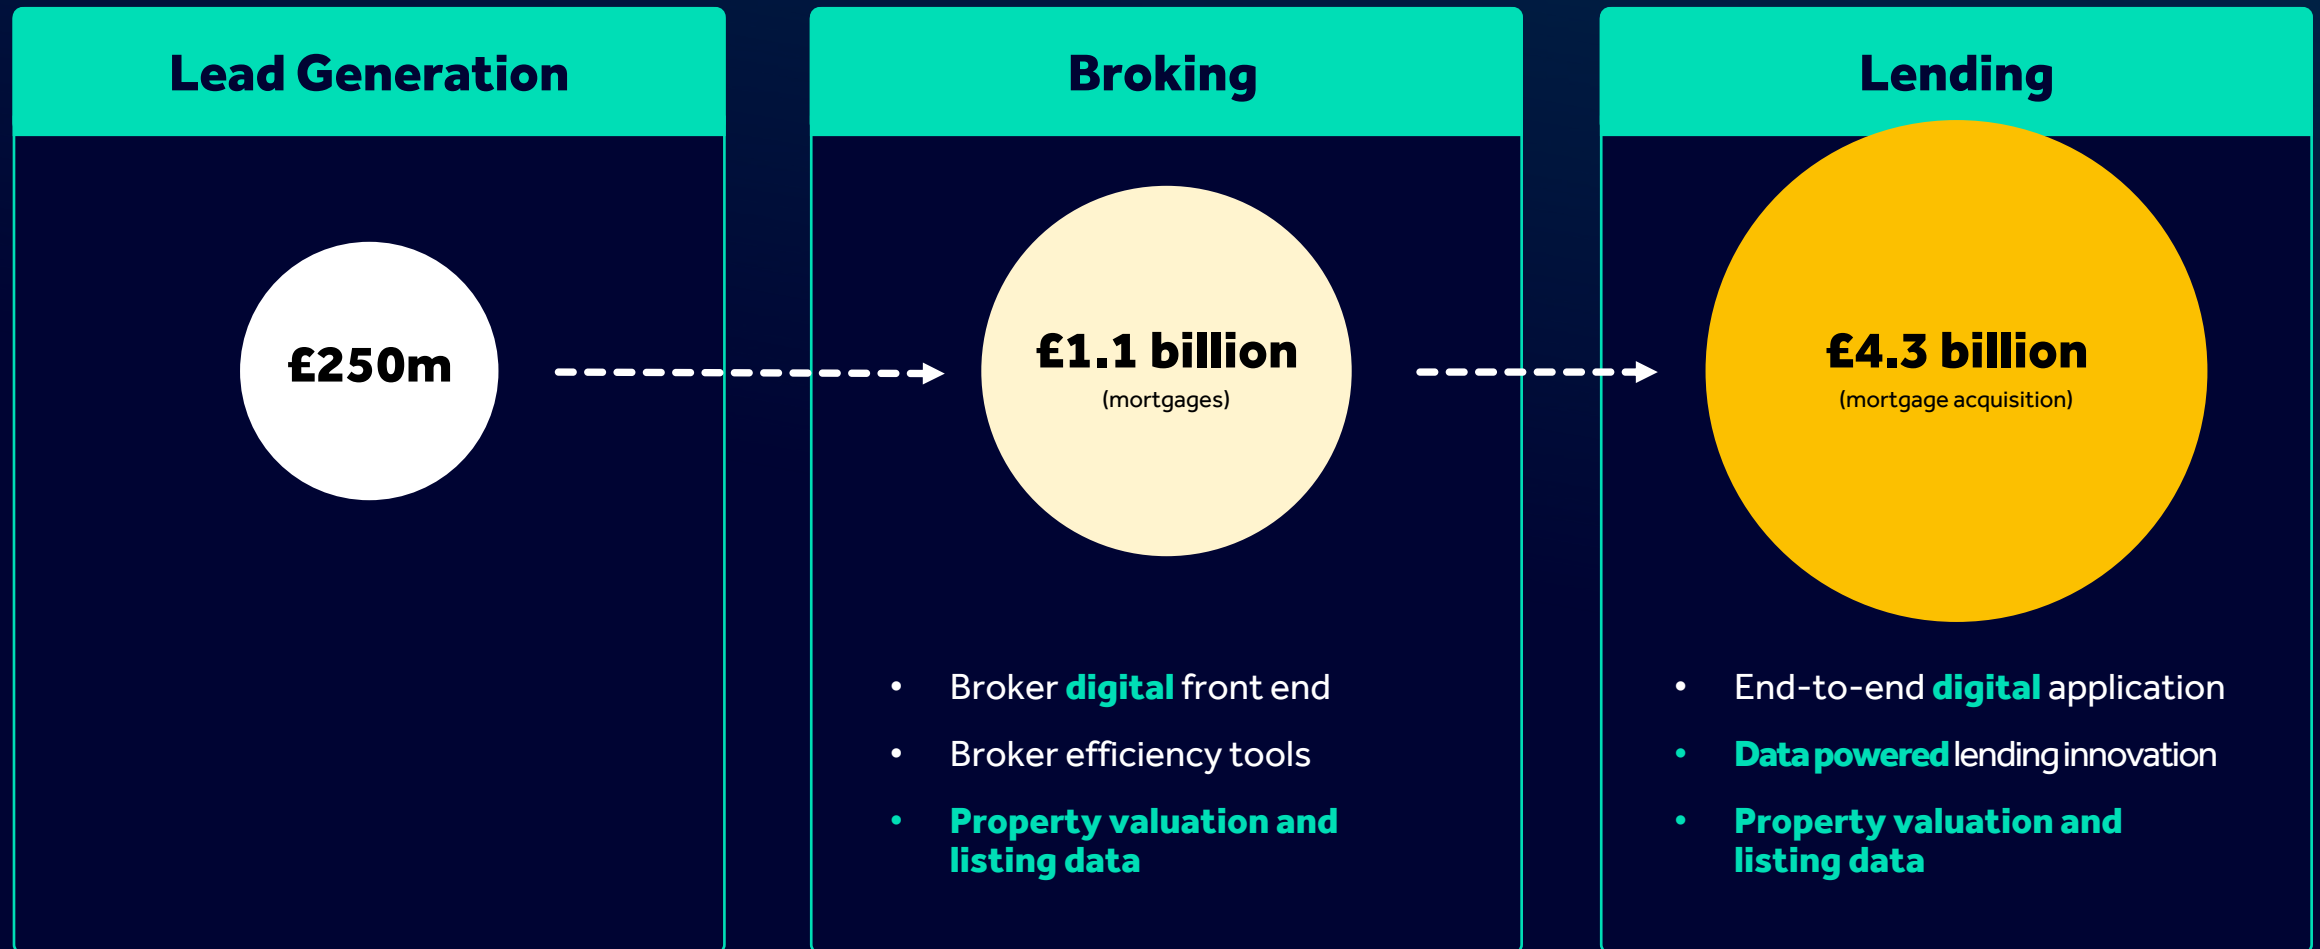 Lead Generation
£250m
Broking
£1.1 billion
(mortgages)
• Broker digital front end
• Broker efficiency tools
• Property valuation and
listing data
Lending
£4.3 billion
(mortgage acquisition)
• End-to-end digital application
• Data powered lending innovation
• Property valuation and
listing data